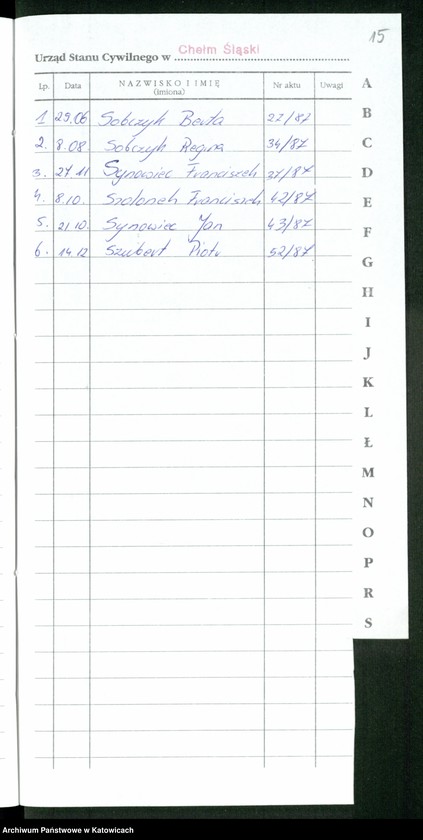 15
Urząd Stanu Cywilnego w Chełm Śląski
Lp. Data NAZWISKO I IMIĘ (imiona) Nr aktu Uwagi
1. 29.06 Sobczyk Beata 22/87
2. 8.08 Sobczyk Regina 34/87
3. 27 11 Synowiec Franciszek 37/87
4. 8.10. Szolonek Franciszek 42/87
5. 21 10. Synowiec Jan 43/87
6. 14.12 Szubert Piotr 52/87
A
B
C
D
E
F
G
H
I
J
K
L
Ł
M
N
O
P
R
S
Archiwum Państwowe w Katowicach